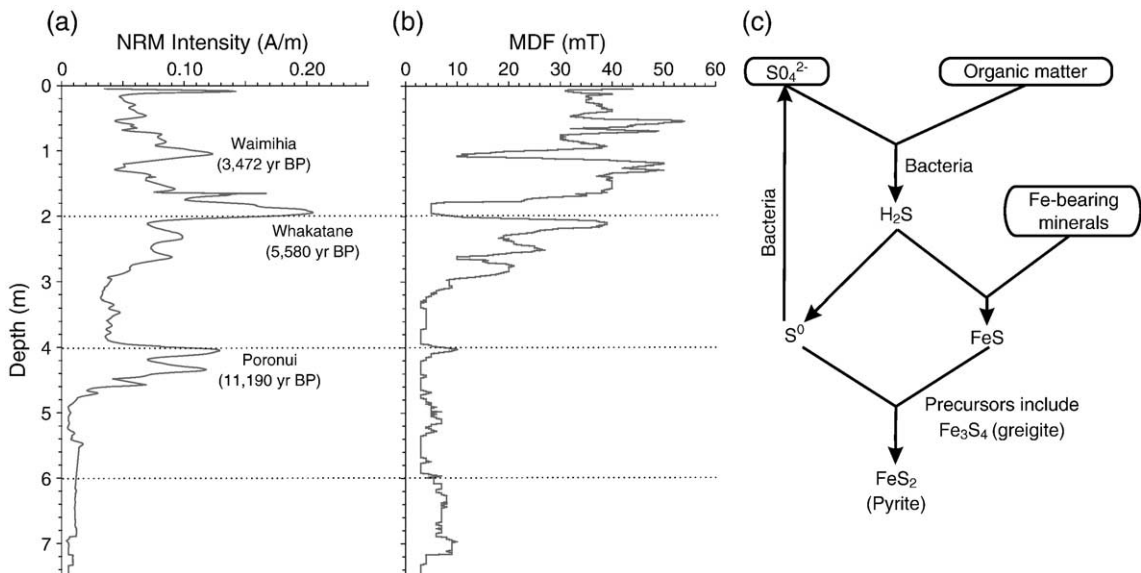 (a)
NRM Intensity (A/m)
0 0.10 0.20
Depth (m)
0
1
2
3
4
5
6
7
Waimihia
(3,472 yr BP)
Whakatane
(5,580 yr BP)
Poronui
(11,190 yr BP)
(b)
MDF (mT)
0 10 20 30 40 50 60
(c)
S0₄²⁻
Organic matter
Bacteria
Bacteria
H₂S
Fe-bearing
minerals
S⁰
FeS
Precursors include
Fe₃S₄ (greigite)
FeS₂
(Pyrite)